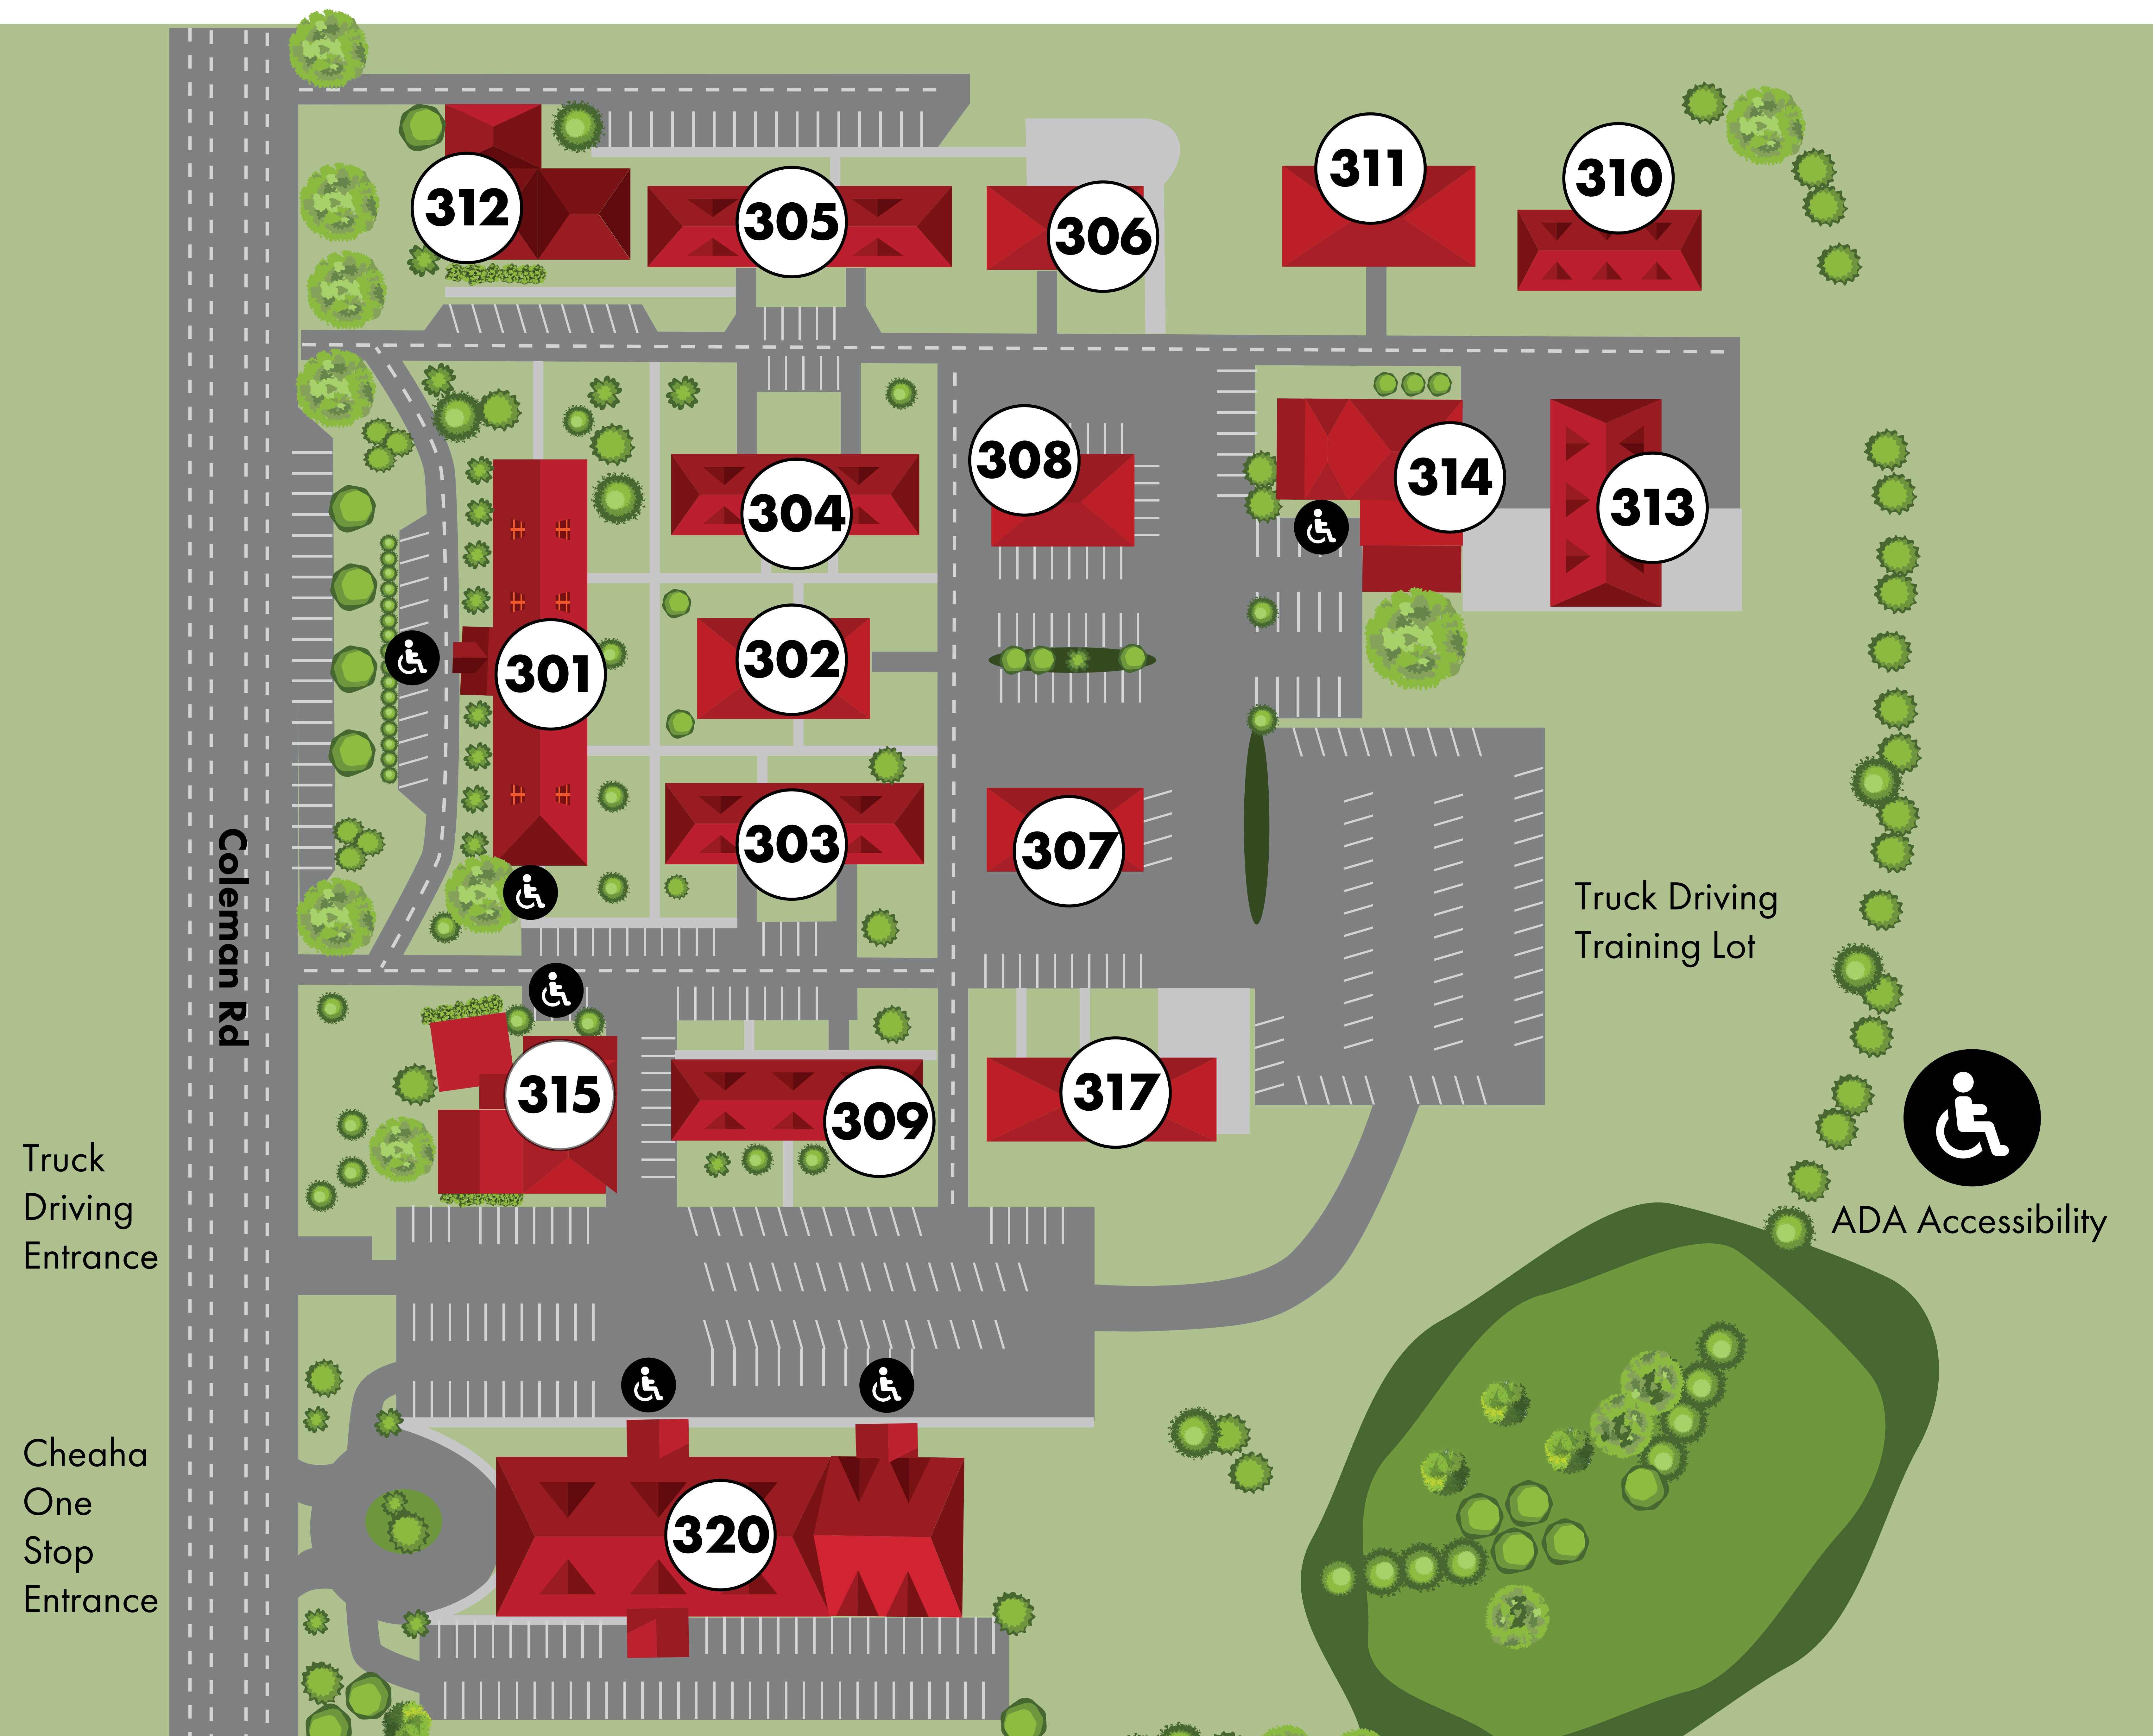 311
310
312
305
306
308
314
304
313
302
301
303
307
Coleman Rd
Truck Driving
Training Lot
315
309
317
Truck
Driving
Entrance
ADA Accessibility
Cheaha
One
Stop
Entrance
320